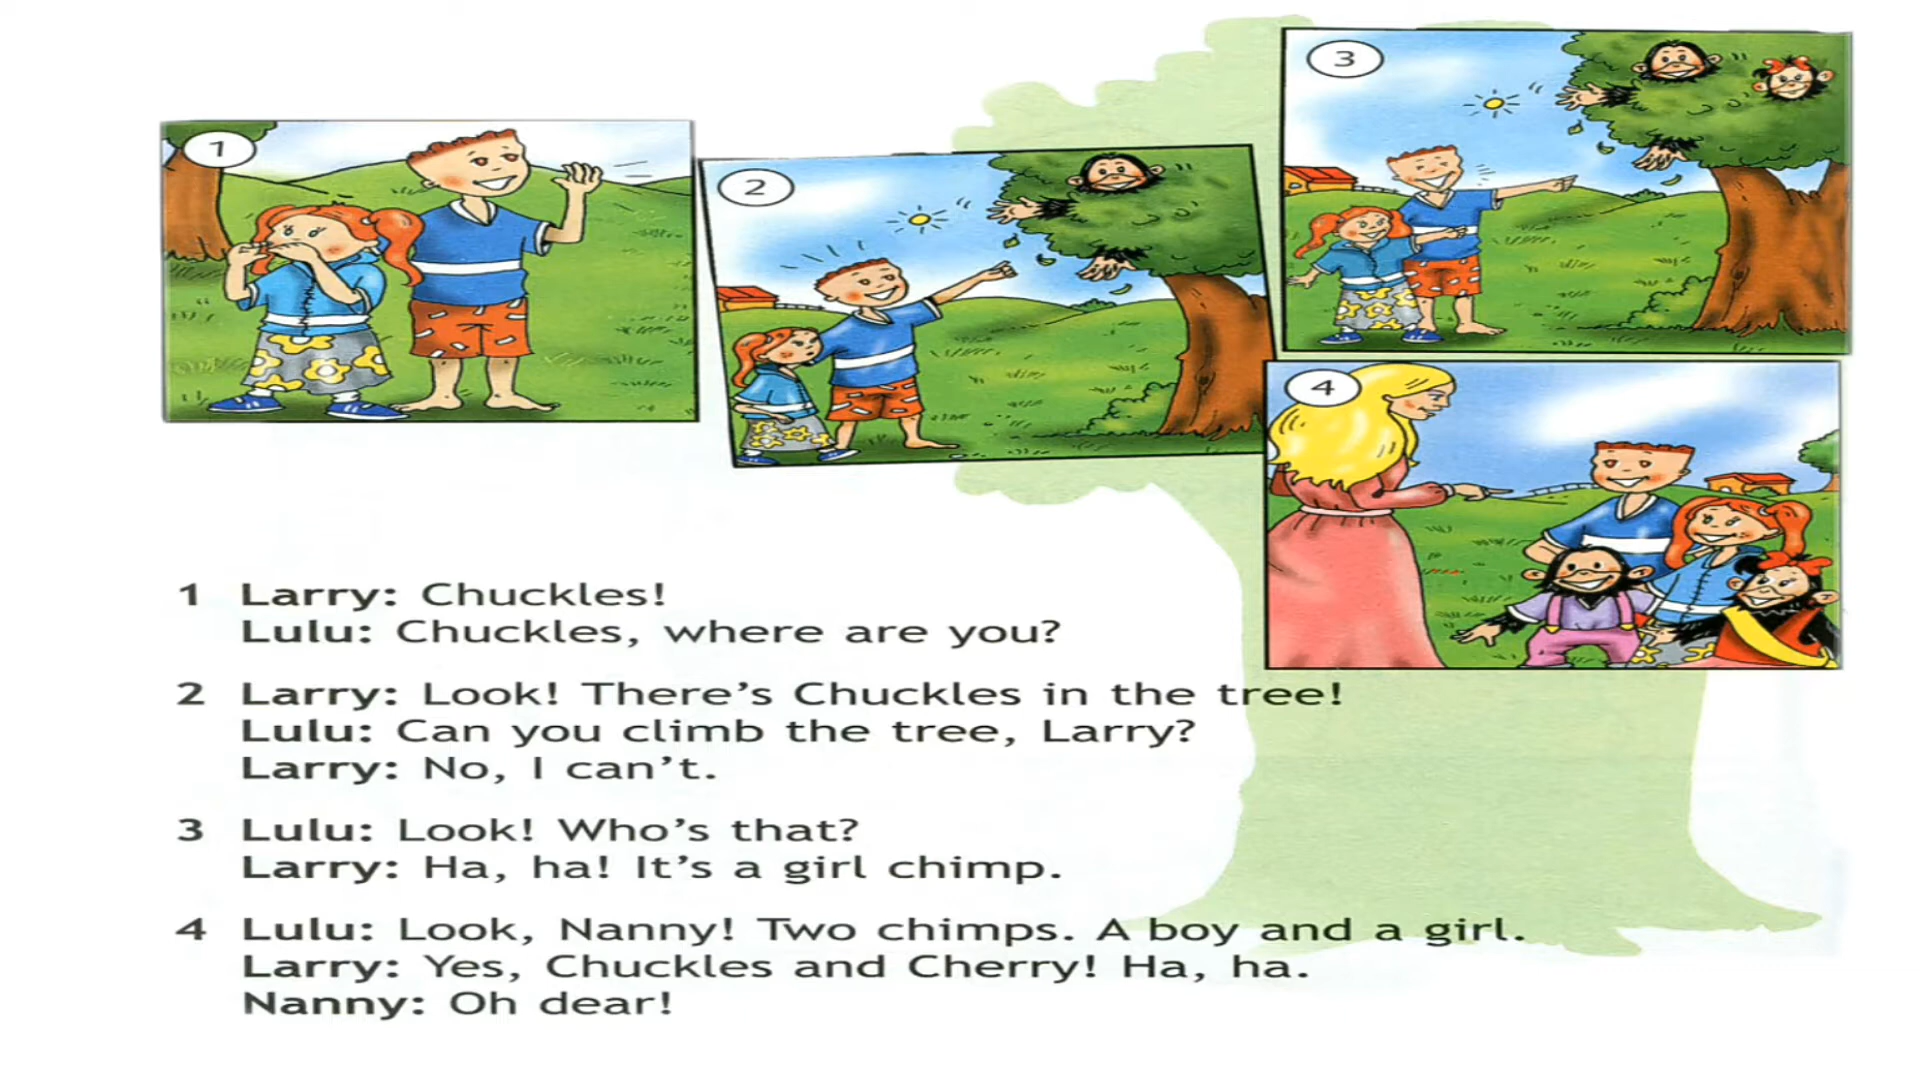 1
2
3
4
1 Larry: Chuckles!
Lulu: Chuckles, where are you?
2 Larry: Look! There's Chuckles in the tree!
Lulu: Can you climb the tree, Larry?
Larry: No, I can't.
3 Lulu: Look! Who's that?
Larry: Ha, ha! It's a girl chimp.
4 Lulu: Look, Nanny! Two chimps. A boy and a girl.
Larry: Yes, Chuckles and Cherry! Ha, ha.
Nanny: Oh dear!